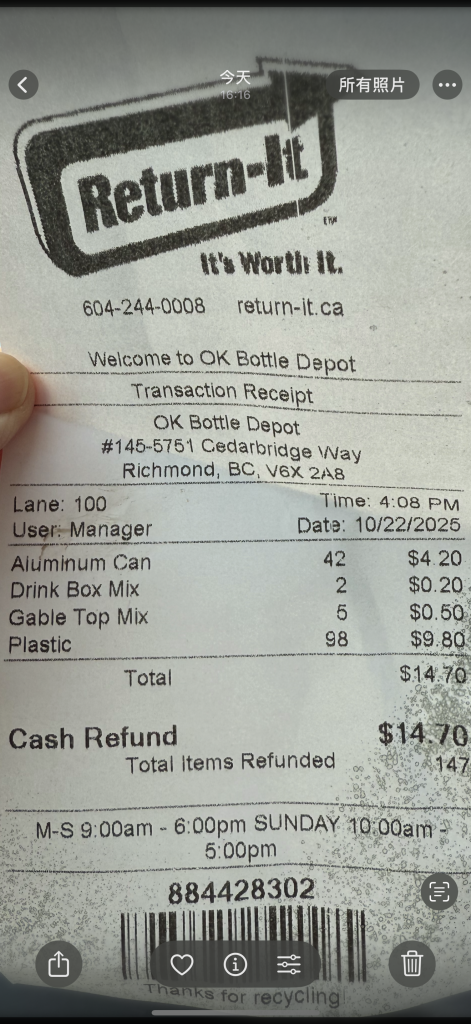 今天
16:16
所有照片
Return-It
TM
It's Worth It.
604-244-0008 return-it.ca
Welcome to OK Bottle Depot
Transaction Receipt
OK Bottle Depot
#145-5751 Cedarbridge Way
Richmond, BC, V6X 2A8
Lane: 100 Time: 4:08 PM
User: Manager Date: 10/22/2025
Aluminum Can 42 $4.20
Drink Box Mix 2 $0.20
Gable Top Mix 5 $0.50
Plastic 98 $9.80
Total $14.70
Cash Refund $14.70
Total Items Refunded 147
M-S 9:00am - 6:00pm SUNDAY 10:00am -
5:00pm
884428302
Thanks for recycling!